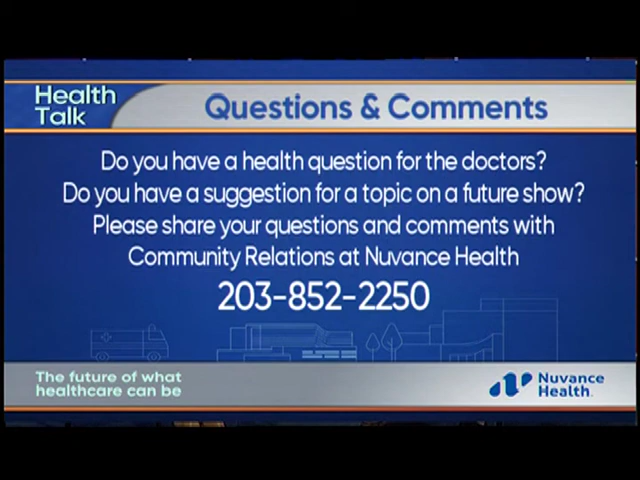 Health
Talk
Questions & Comments
Do you have a health question for the doctors?
Do you have a suggestion for a topic on a future show?
Please share your questions and comments with
Community Relations at Nuvance Health
203-852-2250
The future of what
healthcare can be
Nuvance
Health.